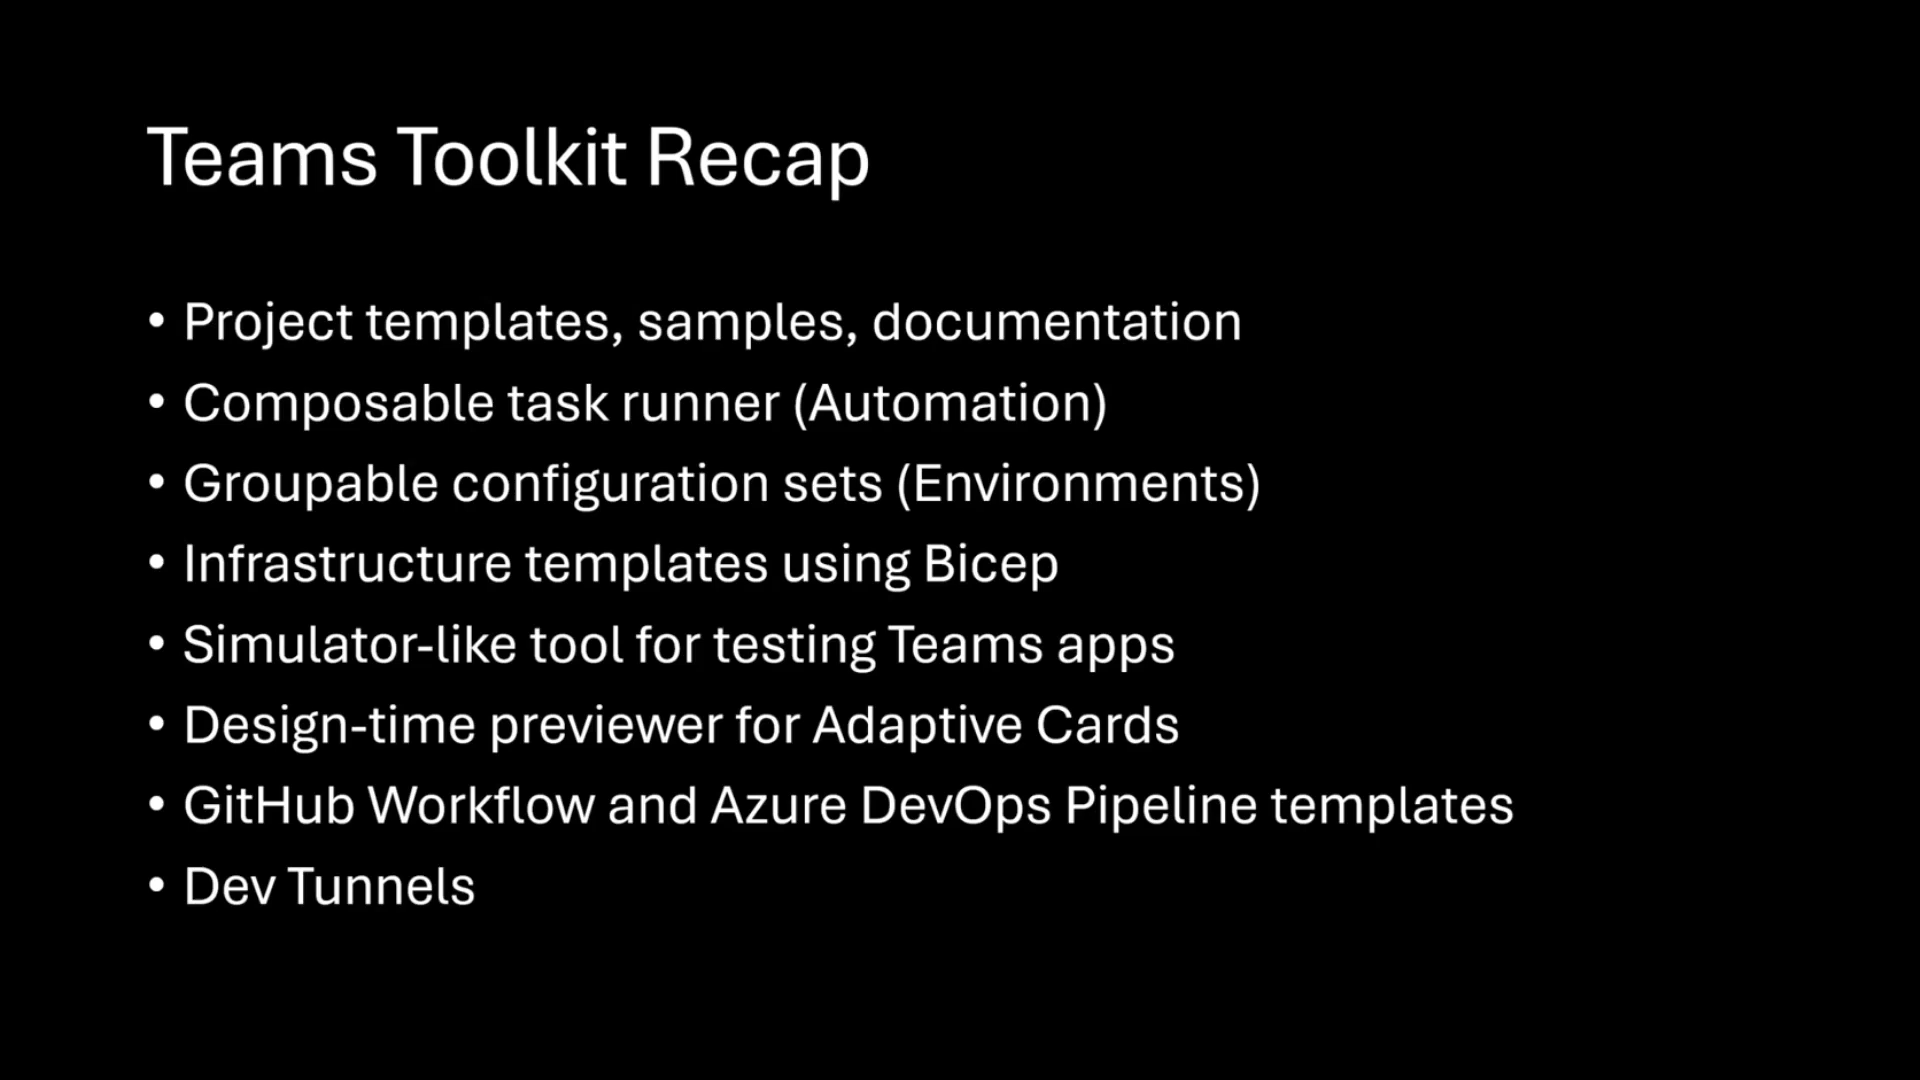 Teams Toolkit Recap
• Project templates, samples, documentation
• Composable task runner (Automation)
• Groupable configuration sets (Environments)
• Infrastructure templates using Bicep
• Simulator-like tool for testing Teams apps
• Design-time previewer for Adaptive Cards
• GitHub Workflow and Azure DevOps Pipeline templates
• Dev Tunnels